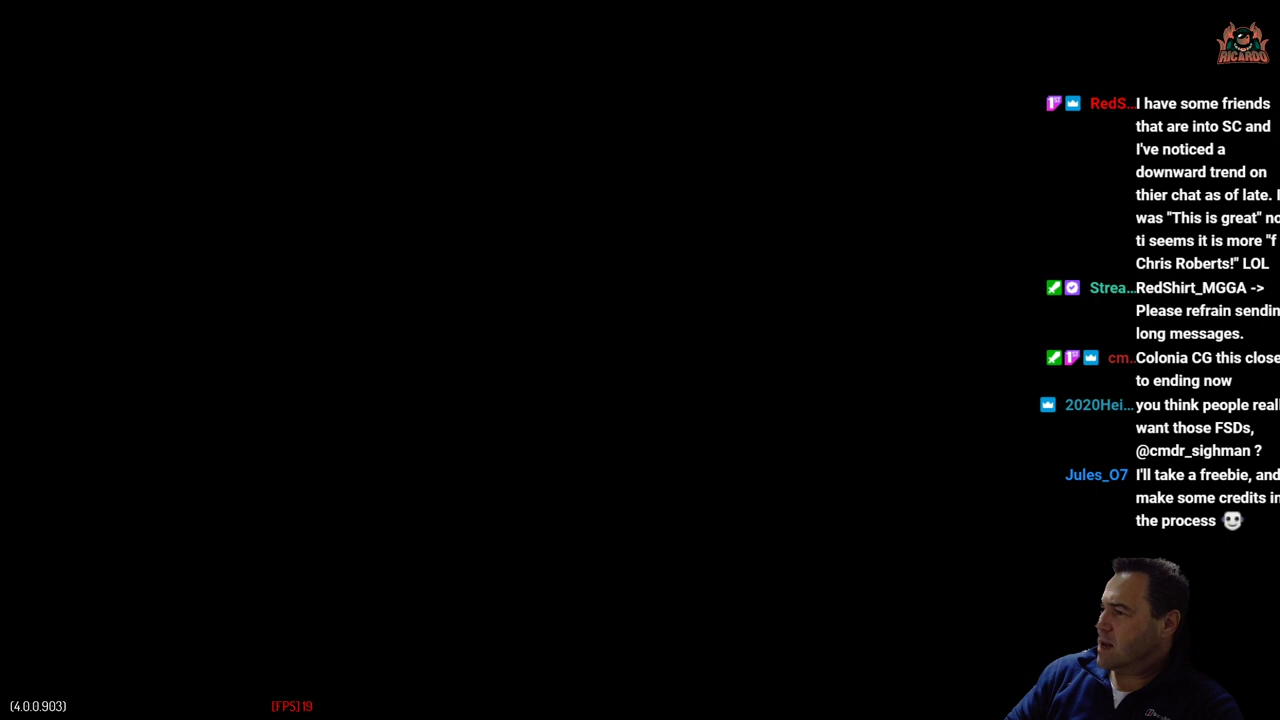 RICARDO
RedS... I have some friends
that are into SC and
I've noticed a
downward trend on
thier chat as of late. I
was "This is great" no
ti seems it is more "f
Chris Roberts!" LOL
Strea... RedShirt_MGGA ->
Please refrain sendin
long messages.
cm... Colonia CG this close
to ending now
2020Hei... you think people real
want those FSDs,
@cmdr_sighman ?
Jules_O7 I'll take a freebie, and
make some credits in
the process
(4.0.0.903)
[FPS] 19